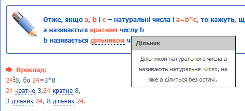 Отже, якщо a, b і c – натуральні числа і a=b*c, то кажуть, що
a називається кратним числу b
b називається дільником
Дільник
Дільником натурального числа a
називають натуральне число, на
яке a ділиться без остачі.
Приклад:
24:8, бо 24=3*8
24 кратне 3,24 кратне 8,
3 дільник 24, 8 дільник 24.